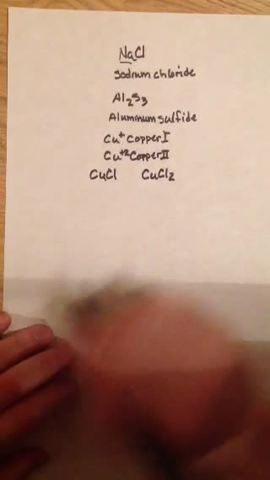 NaCl
Sodium chloride
Al2S3
Aluminum sulfide
Cu+ Copper I
Cu+2 Copper II
CuCl CuCl2